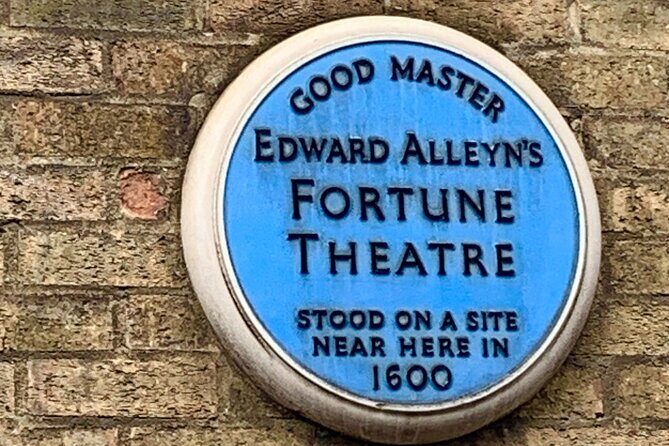 GOOD MASTER
EDWARD ALLEYN'S
FORTUNE
THEATRE
STOOD ON A SITE
NEAR HERE IN
1600